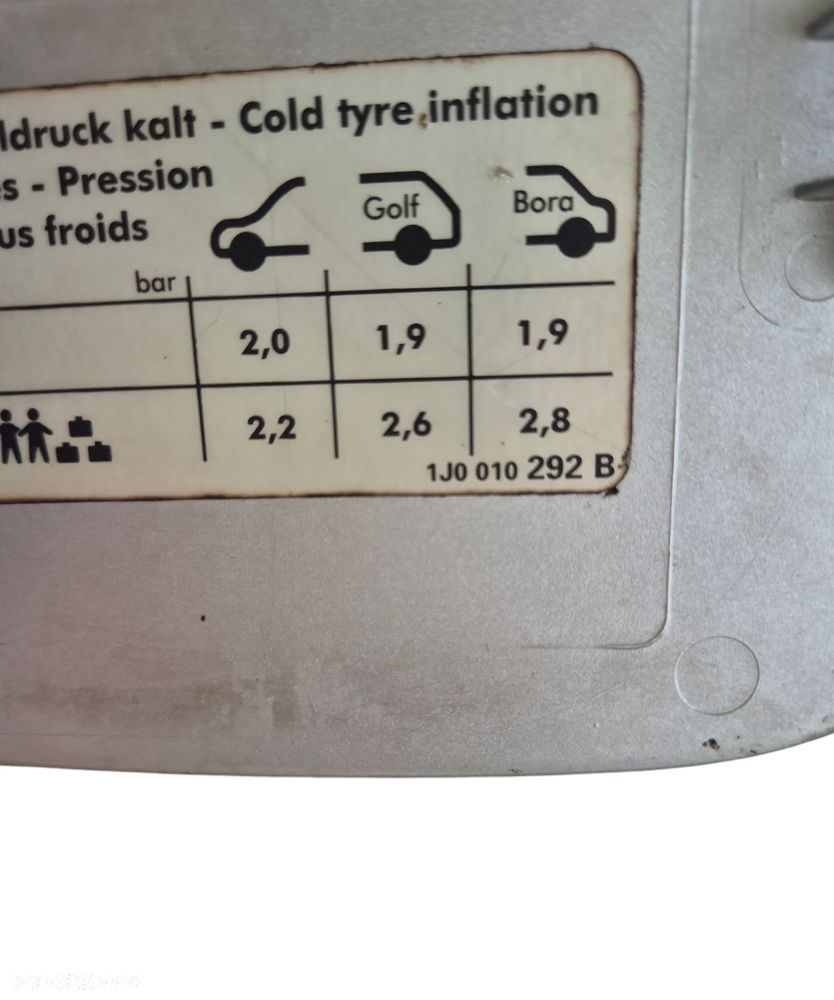 ldruck kalt - Cold tyre inflation
s - Pression
us froids
Golf
Bora
bar
2,0 1,9 1,9
2,2 2,6 2,8
1J0 010 292 B